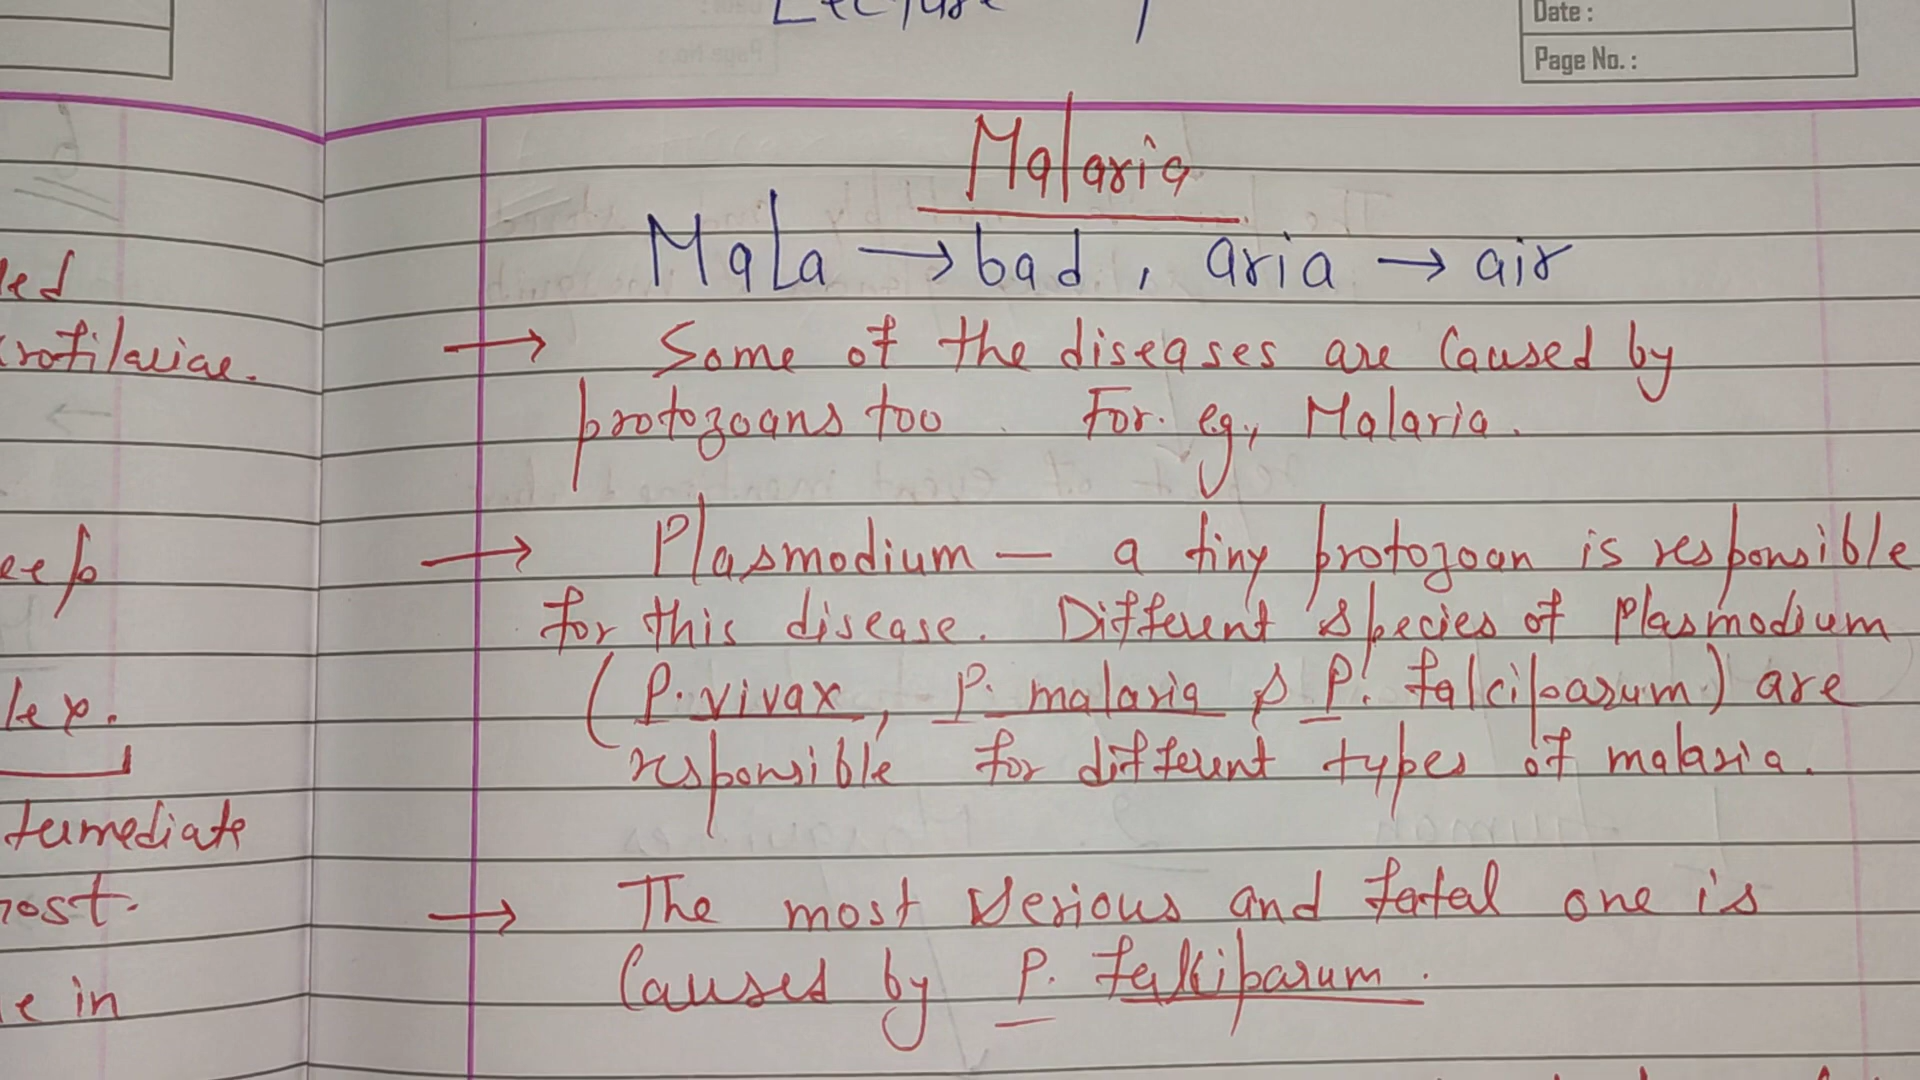 Date :
Page No. :
Malaria
Mala → bad , aria → air
→ Some of the diseases are Caused by
protozoans too. For. eg., Malaria.
→ Plasmodium — a tiny protozoan is responsible
for this disease. Different species of Plasmodium
(P. vivax, P. malaria & P. falciparum) are
responsible for different types of malaria.
→ The most serious and fatal one is
Caused by P. falciparum.